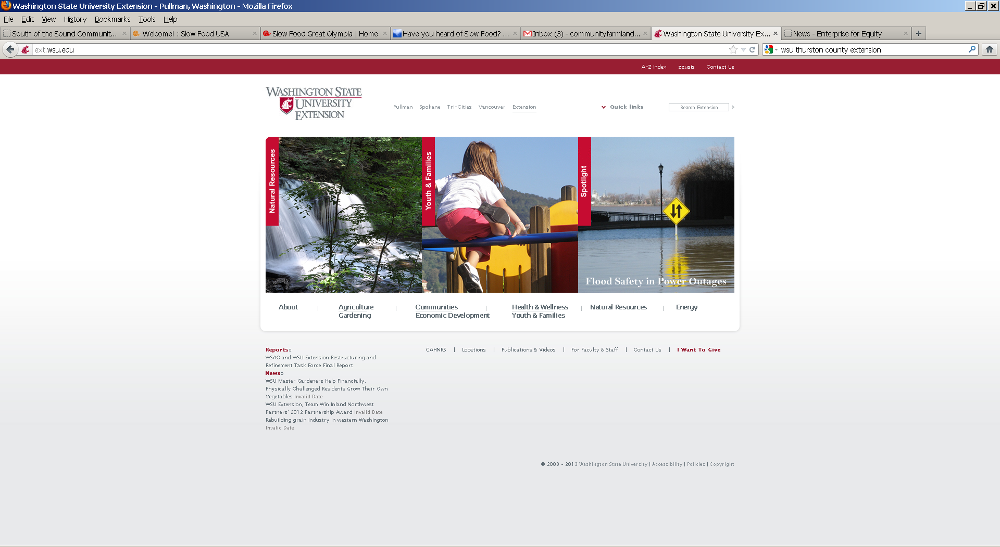 Washington State University Extension - Pullman, Washington - Mozilla Firefox
File Edit View History Bookmarks Tools Help
South of the Sound Communit... Welcome! : Slow Food USA Slow Food Great Olympia | Home Have you heard of Slow Food? ... Inbox (3) - communityfarmland... Washington State University Ex... News - Enterprise for Equity
ext.wsu.edu wsu thurston county extension
A-Z Index zzusis Contact Us
WASHINGTON STATE
UNIVERSITY
EXTENSION
Pullman Spokane Tri-Cities Vancouver Extension Quick links Search Extension
Natural Resources
Youth & Families
Spotlight
Flood Safety in Power Outages
About | Agriculture | Communities | Health & Wellness | Natural Resources | Energy
Gardening Economic Development Youth & Families
CAHNRS | Locations | Publications & Videos | For Faculty & Staff | Contact Us | I Want To Give
Reports»
WSAC and WSU Extension Restructuring and
Refinement Task Force Final Report
News»
WSU Master Gardeners Help Financially,
Physically Challenged Residents Grow Their Own
Vegetables Invalid Date
WSU Extension, Team Win Inland Northwest
Partners' 2012 Partnership Award Invalid Date
Rebuilding grain industry in western Washington
Invalid Date
© 2009 - 2013 Washington State University | Accessibility | Policies | Copyright